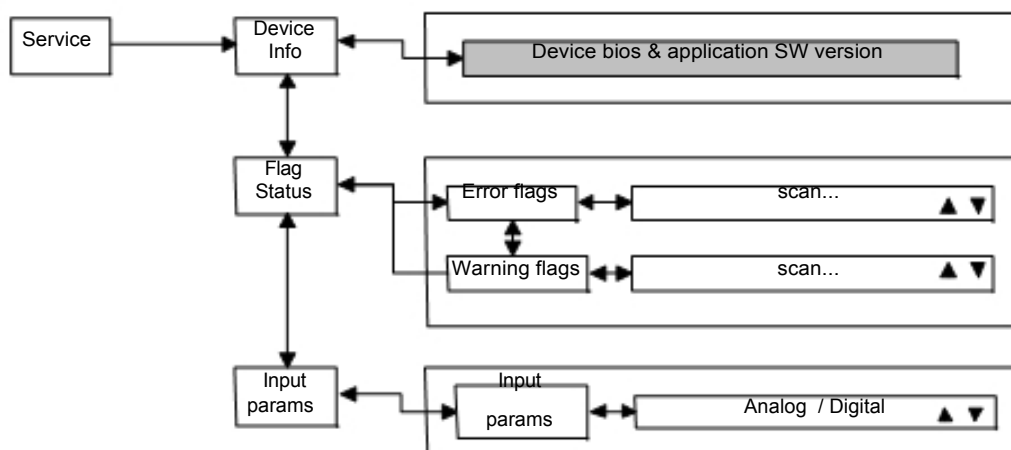 Service
Device
Info
Device bios & application SW version
Flag
Status
Error flags
scan...
Warning flags
scan...
Input
params
Input
params
Analog / Digital